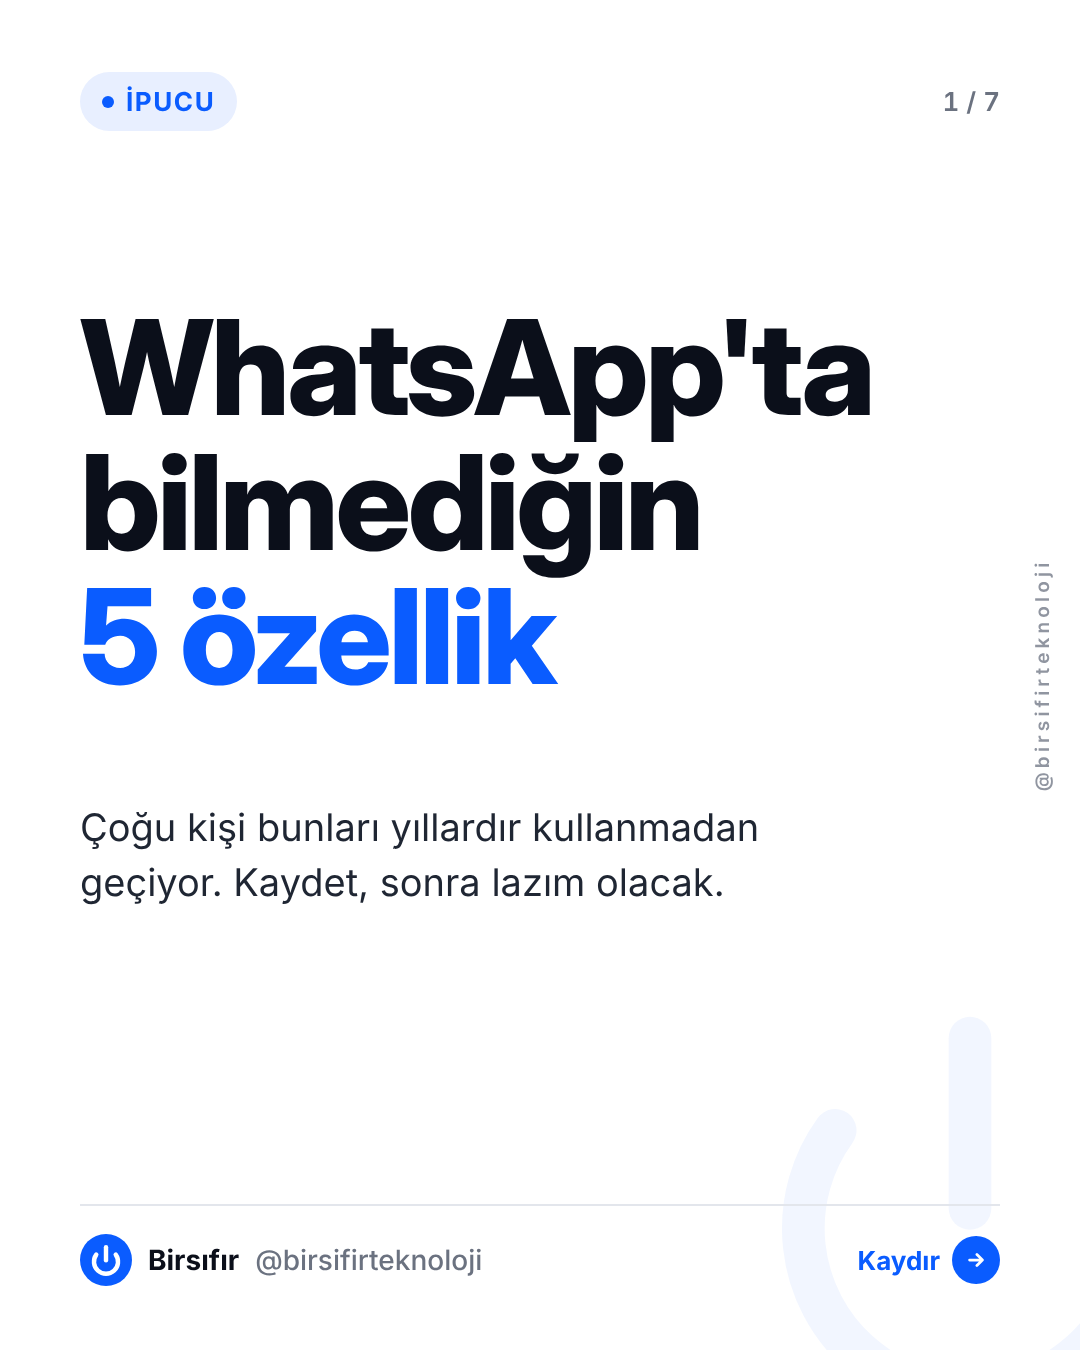 İPUCU
1 / 7
WhatsApp'ta
bilmediğin
5 özellik
@birsifirteknoloji
Çoğu kişi bunları yıllardır kullanmadan
geçiyor. Kaydet, sonra lazım olacak.
Birsıfır @birsifirteknoloji
Kaydır